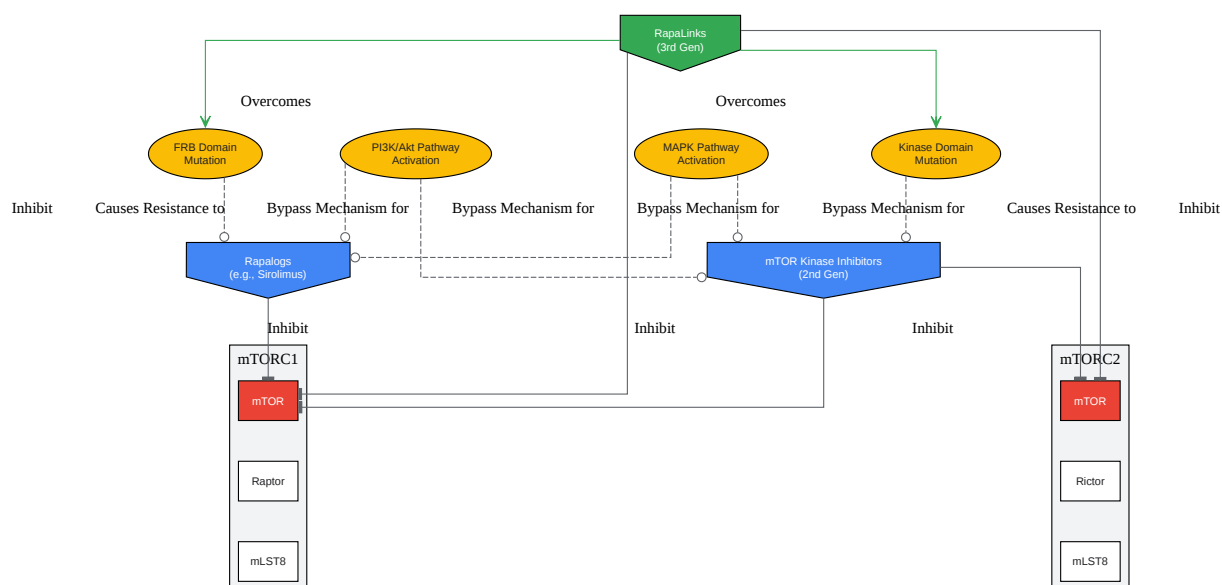 RapaLinks
(3rd Gen)
Overcomes
Overcomes
FRB Domain
Mutation
PI3K/Akt Pathway
Activation
MAPK Pathway
Activation
Kinase Domain
Mutation
Inhibit
Causes Resistance to
Bypass Mechanism for
Bypass Mechanism for
Bypass Mechanism for
Bypass Mechanism for
Causes Resistance to
Inhibit
Rapalogs
(e.g., Sirolimus)
mTOR Kinase Inhibitors
(2nd Gen)
Inhibit
Inhibit
Inhibit
mTORC1
mTORC2
mTOR
mTOR
Raptor
Rictor
mLST8
mLST8